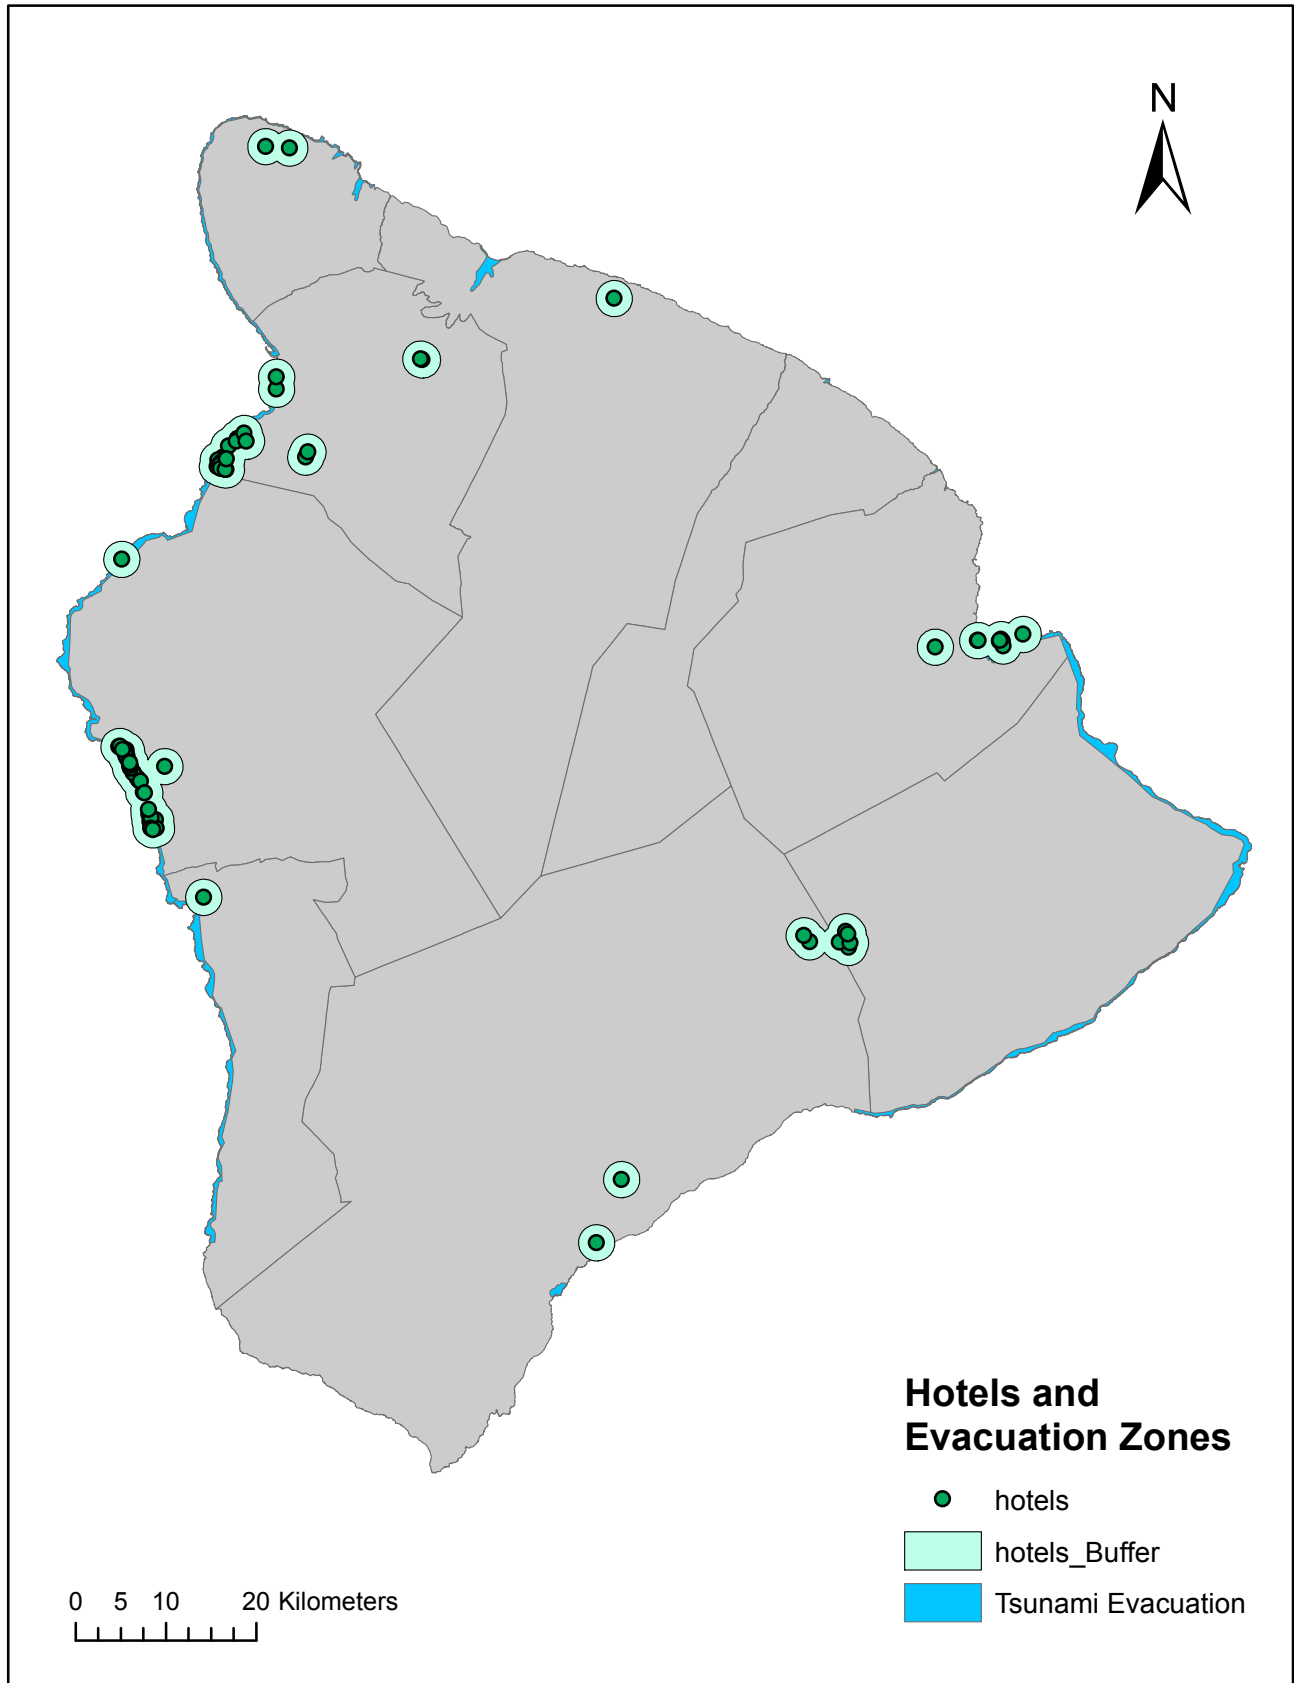 N
Hotels and
Evacuation Zones
hotels
hotels_Buffer
Tsunami Evacuation
0 5 10 20 Kilometers